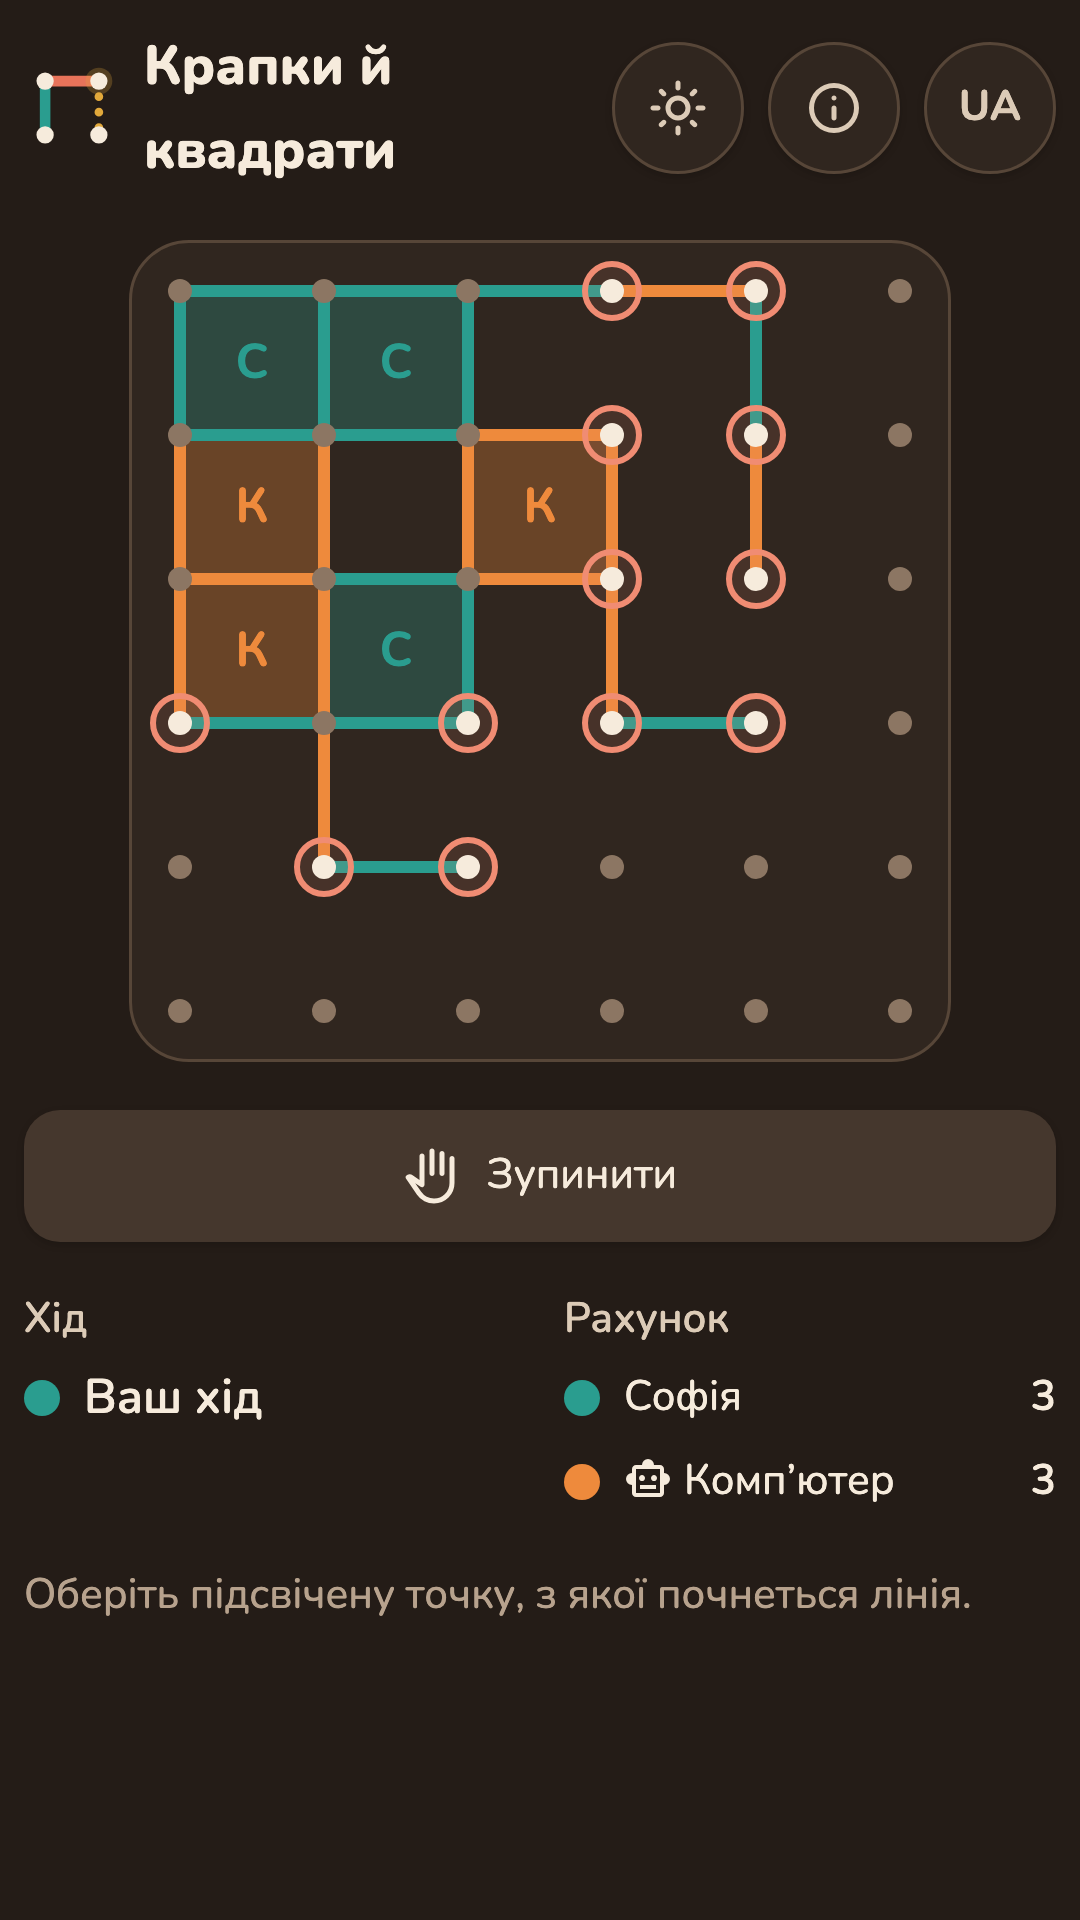 Крапки й
квадрати
UA
С С
К К
К С
Зупинити
Хід
Ваш хід
Рахунок
Софія 3
Комп’ютер 3
Оберіть підсвічену точку, з якої почнеться лінія.